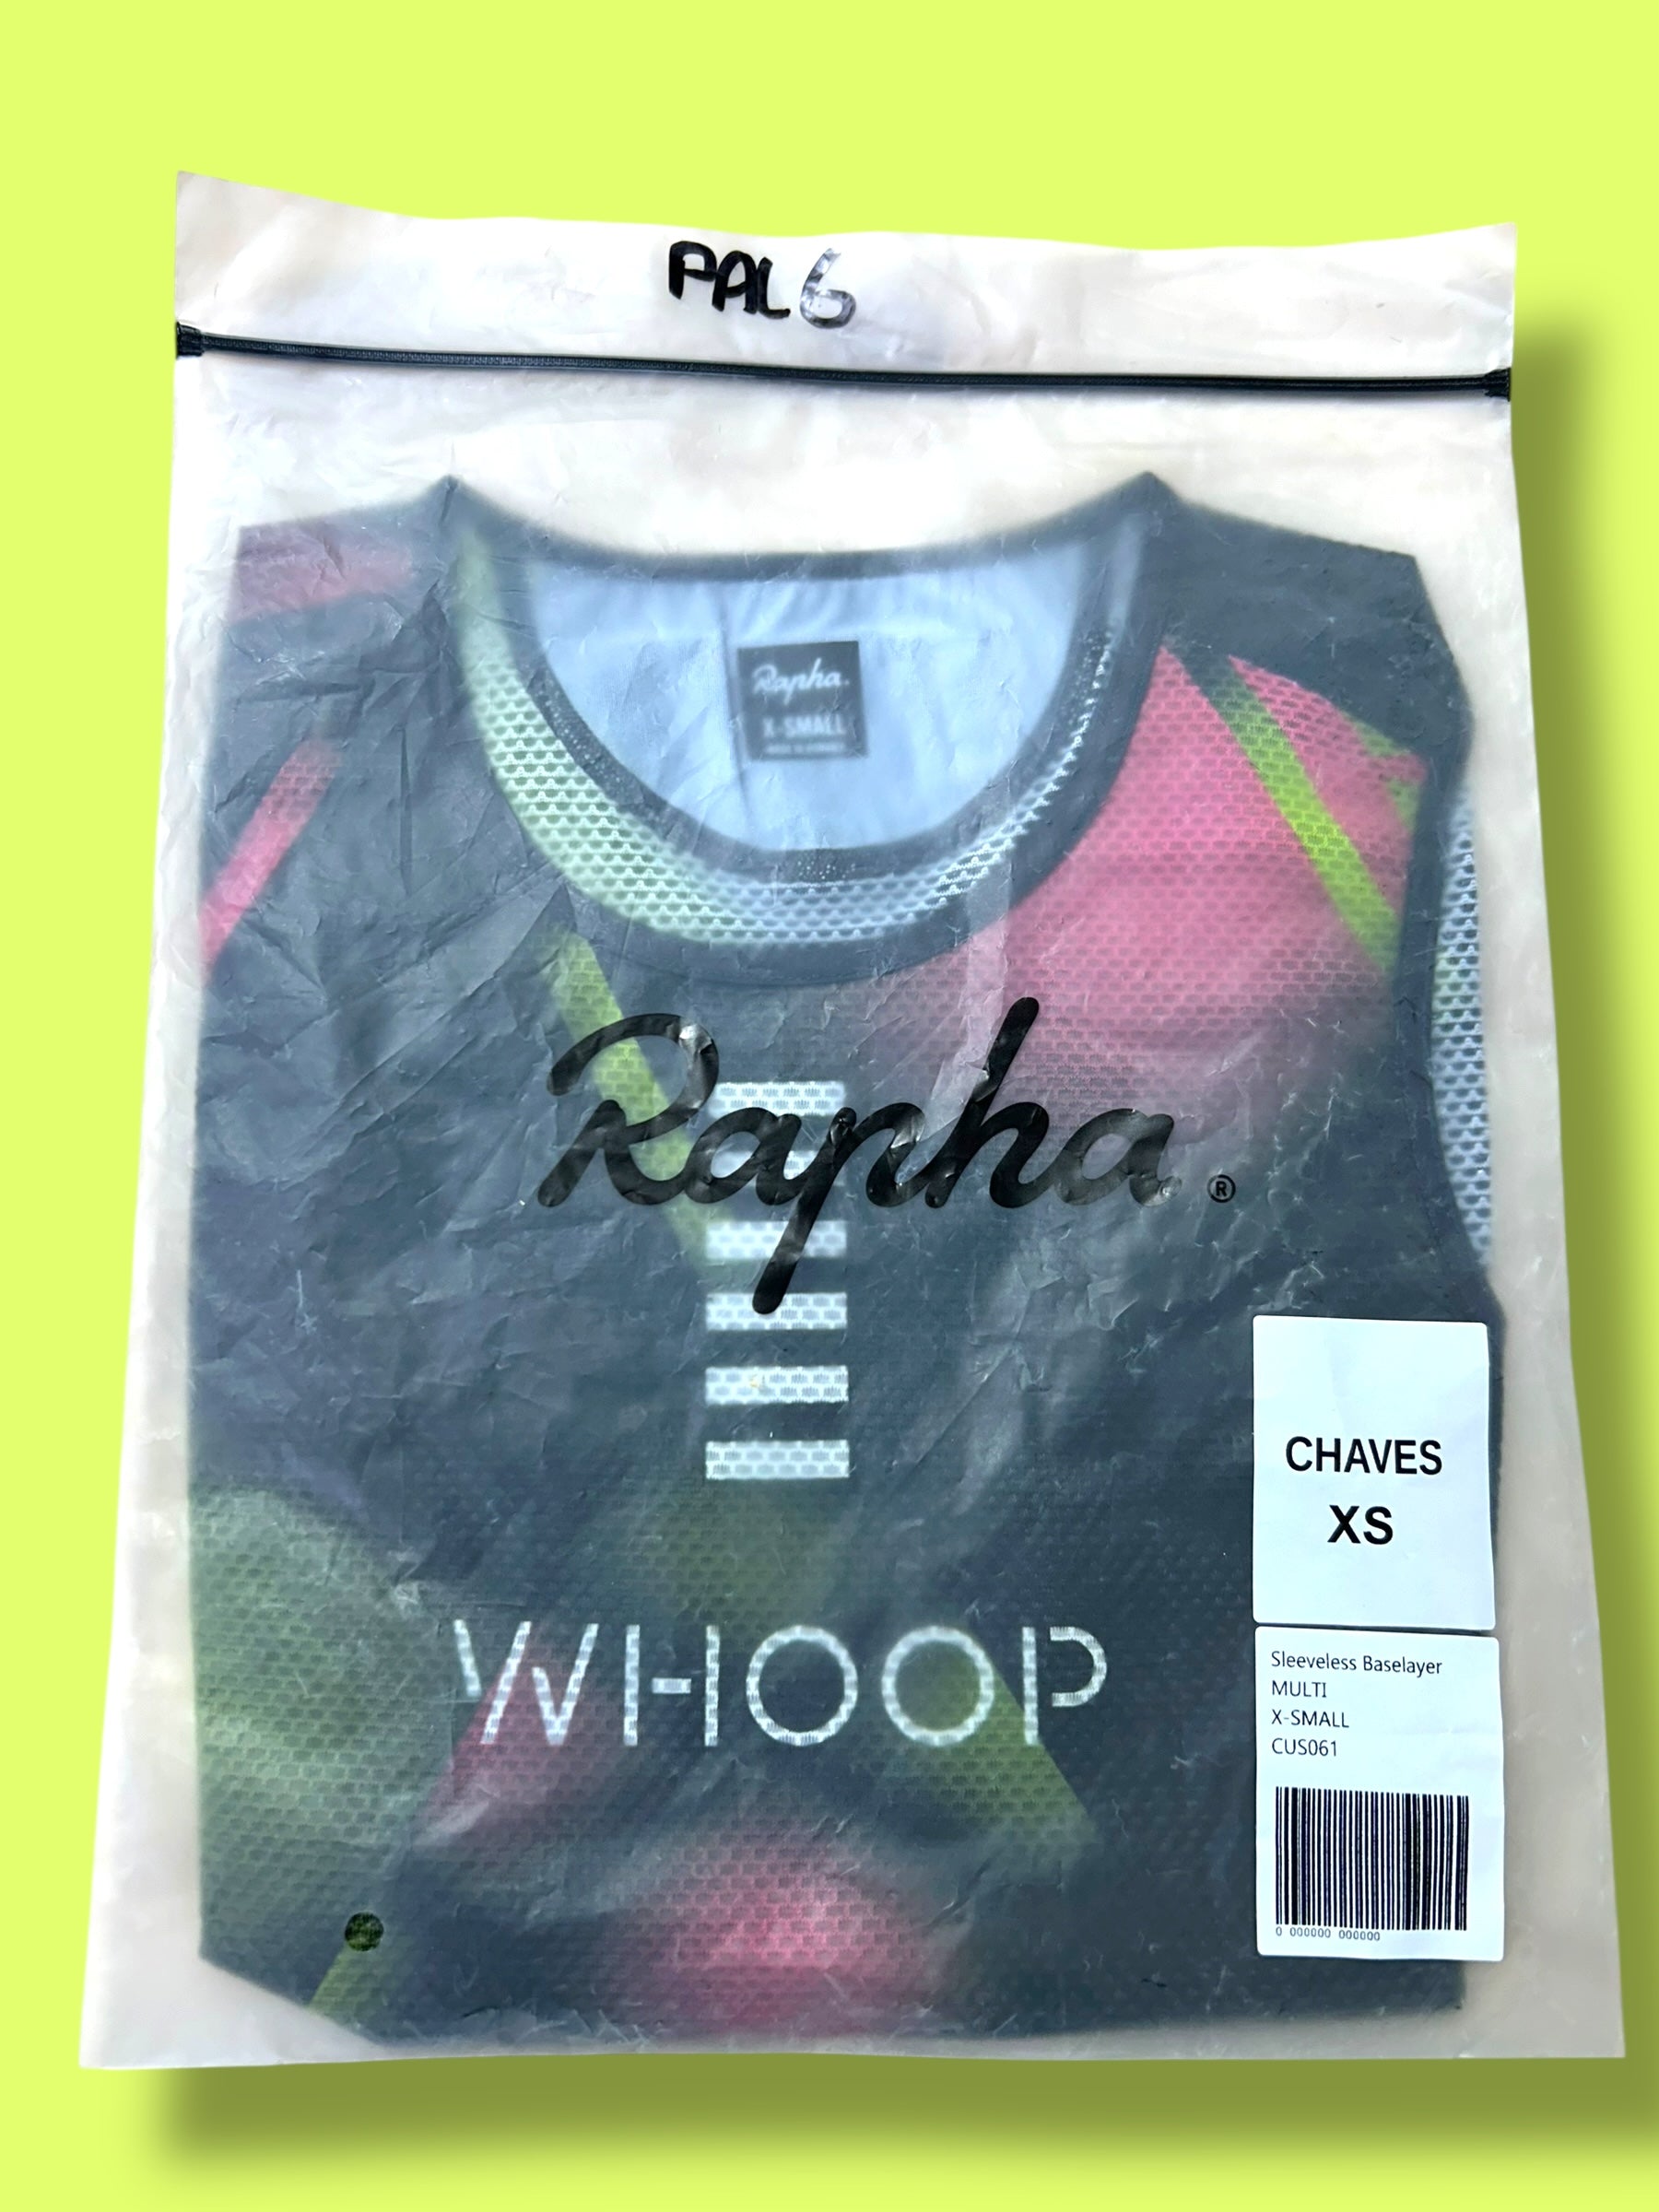 PAL 6
Rapha.
X-SMALL
Rapha®
WHOOP
CHAVES
XS
Sleeveless Baselayer
MULTI
X-SMALL
CUS061
0 000000 000000